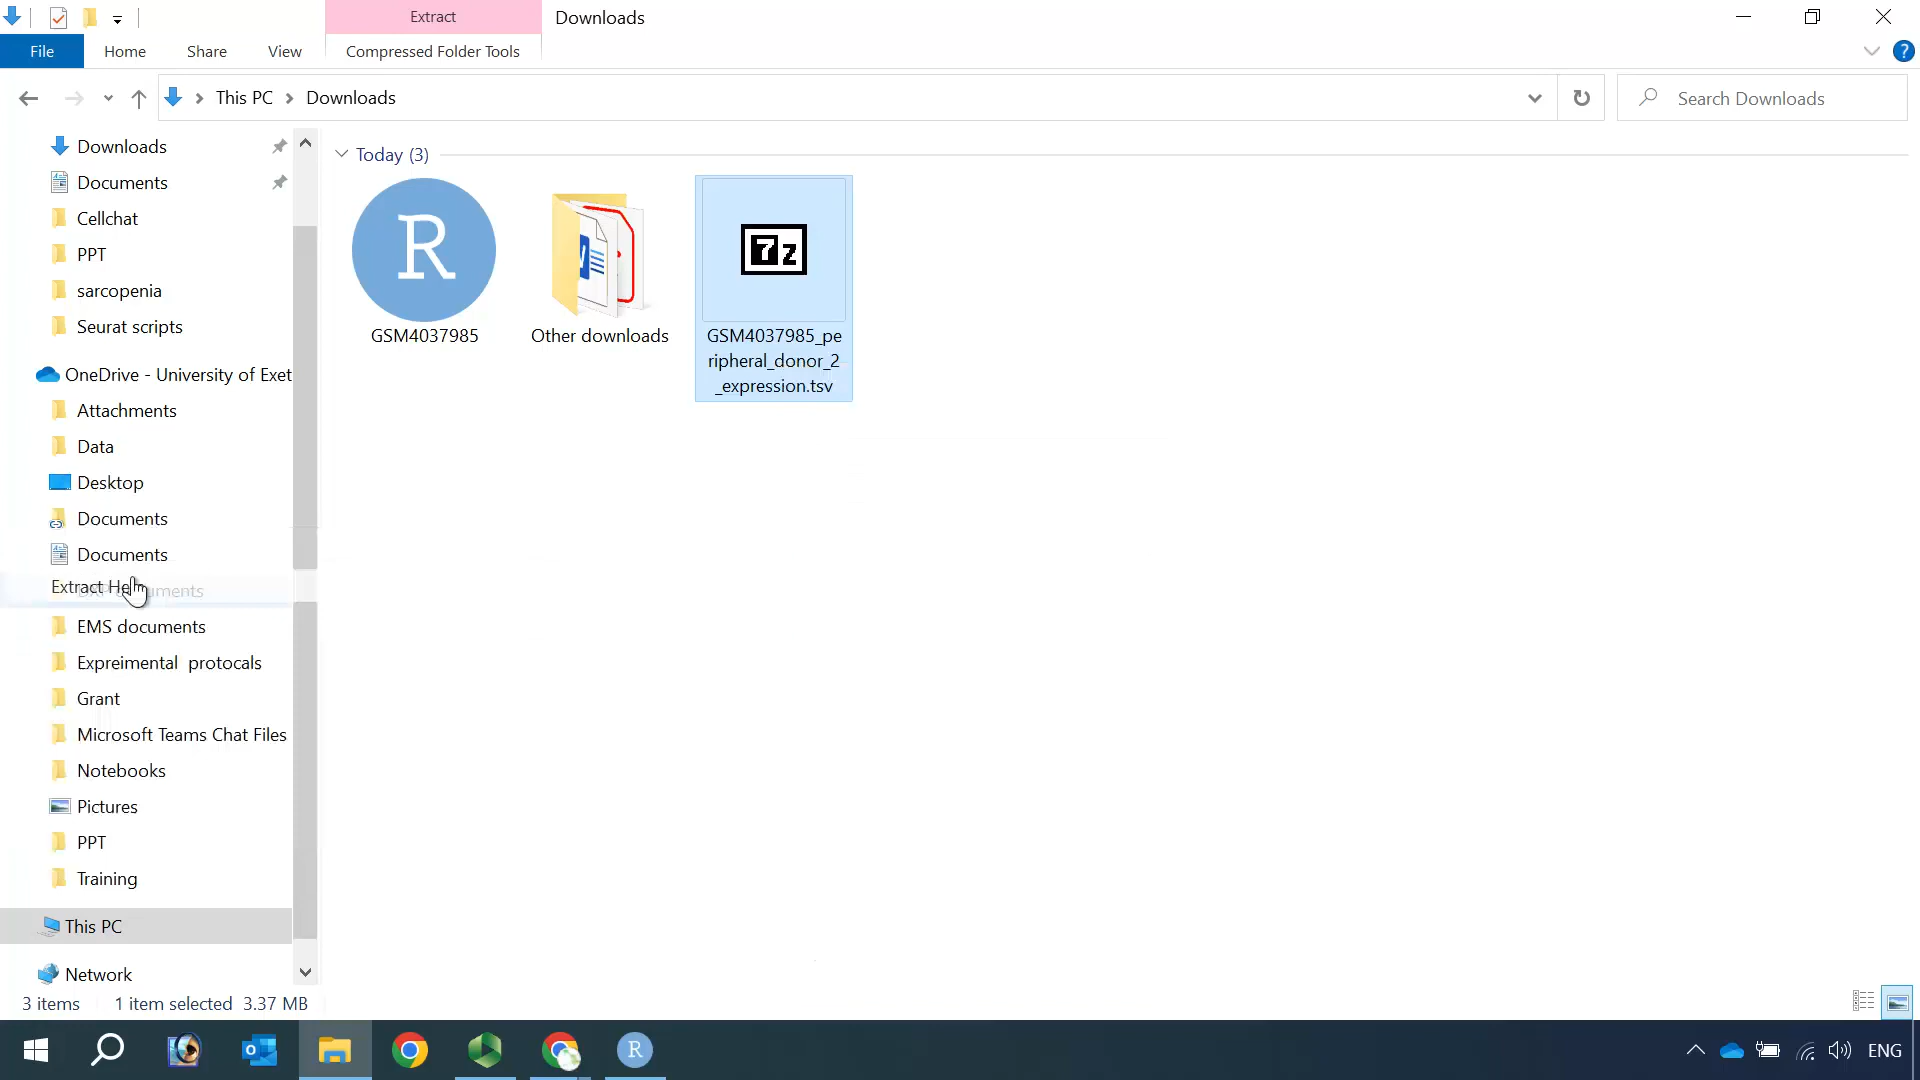 Extract
Downloads
File
Home
Share
View
Compressed Folder Tools
?
This PC
Downloads
Search Downloads
Downloads
Documents
Cellchat
PPT
sarcopenia
Seurat scripts
OneDrive - University of Exet
Attachments
Data
Desktop
Documents
Documents
Extract He
uments
EMS documents
Expreimental protocals
Grant
Microsoft Teams Chat Files
Notebooks
Pictures
PPT
Training
This PC
Network
Today (3)
R
W
7z
GSM4037985
Other downloads
GSM4037985_pe
ripheral_donor_2
_expression.tsv
3 items
1 item selected 3.37 MB
R
ENG